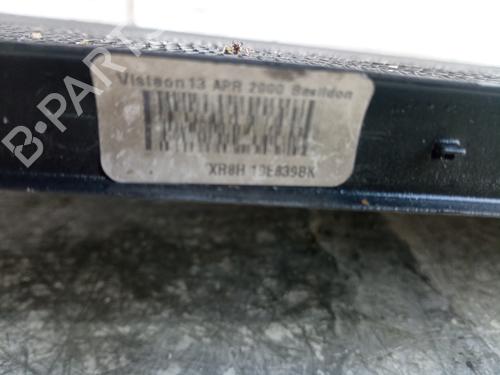 B-PARTS
Visteon 13 APR 2000 Basildon
XR8H 19E839BK